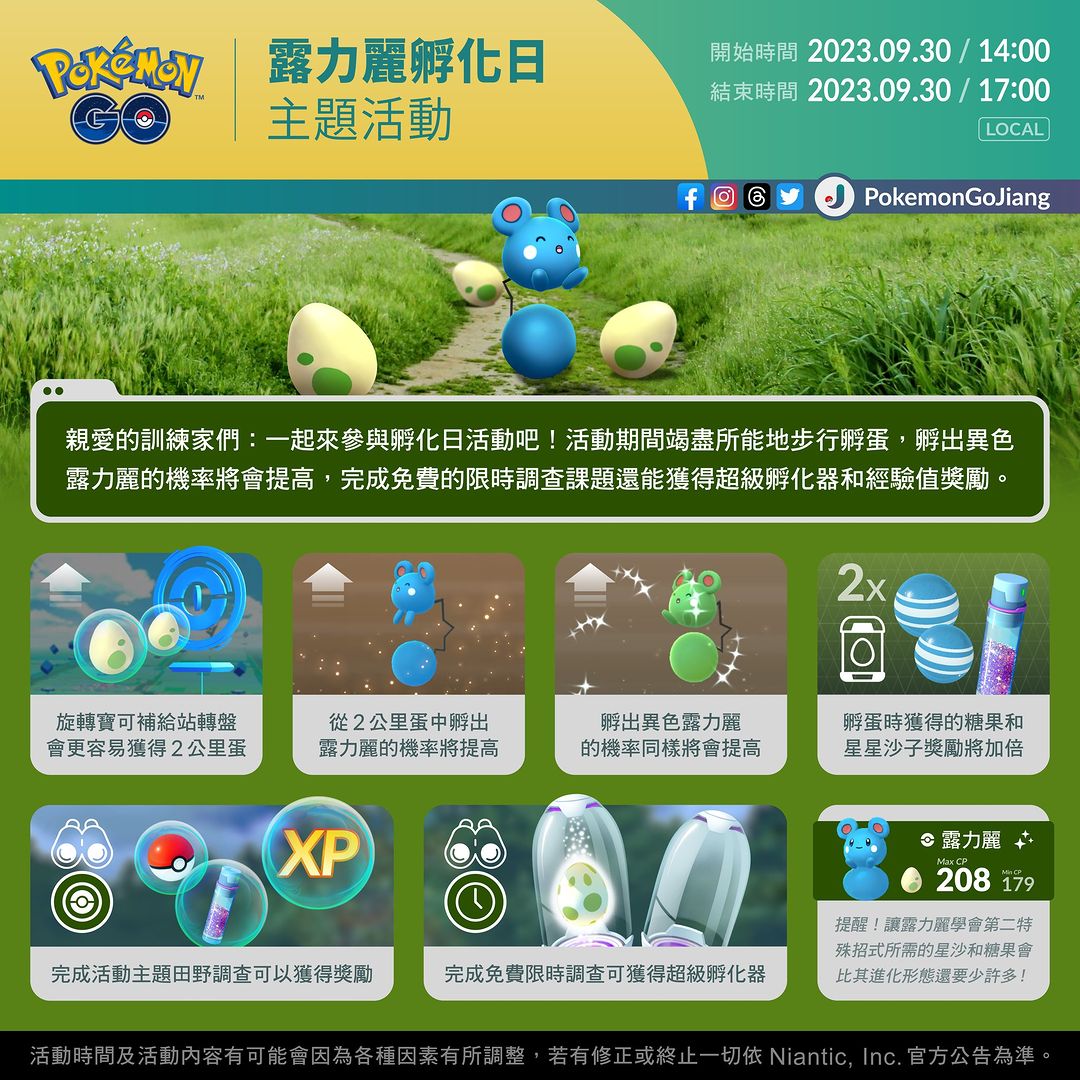 POKÉMON GO™
露力麗孵化日
主題活動
開始時間 2023.09.30 / 14:00
結束時間 2023.09.30 / 17:00
LOCAL
PokemonGoJiang
親愛的訓練家們：一起來參與孵化日活動吧！活動期間竭盡所能地步行孵蛋，孵出異色
露力麗的機率將會提高，完成免費的限時調查課題還能獲得超級孵化器和經驗值獎勵。
旋轉寶可補給站轉盤
會更容易獲得２公里蛋
從２公里蛋中孵出
露力麗的機率將提高
孵出異色露力麗
的機率同樣將會提高
2x
孵蛋時獲得的糖果和
星星沙子獎勵將加倍
XP
完成活動主題田野調查可以獲得獎勵
完成免費限時調查可獲得超級孵化器
露力麗
Max CP
208
Min CP
179
提醒！讓露力麗學會第二特
殊招式所需的星沙和糖果會
比其進化形態還要少許多！
活動時間及活動內容有可能會因為各種因素有所調整，若有修正或終止一切依 Niantic, Inc. 官方公告為準。